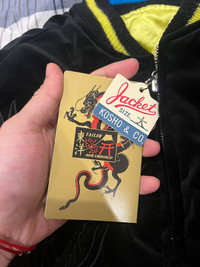 Jacket
SIZE 大
KOSHO & CO.
TAILOR
東洋